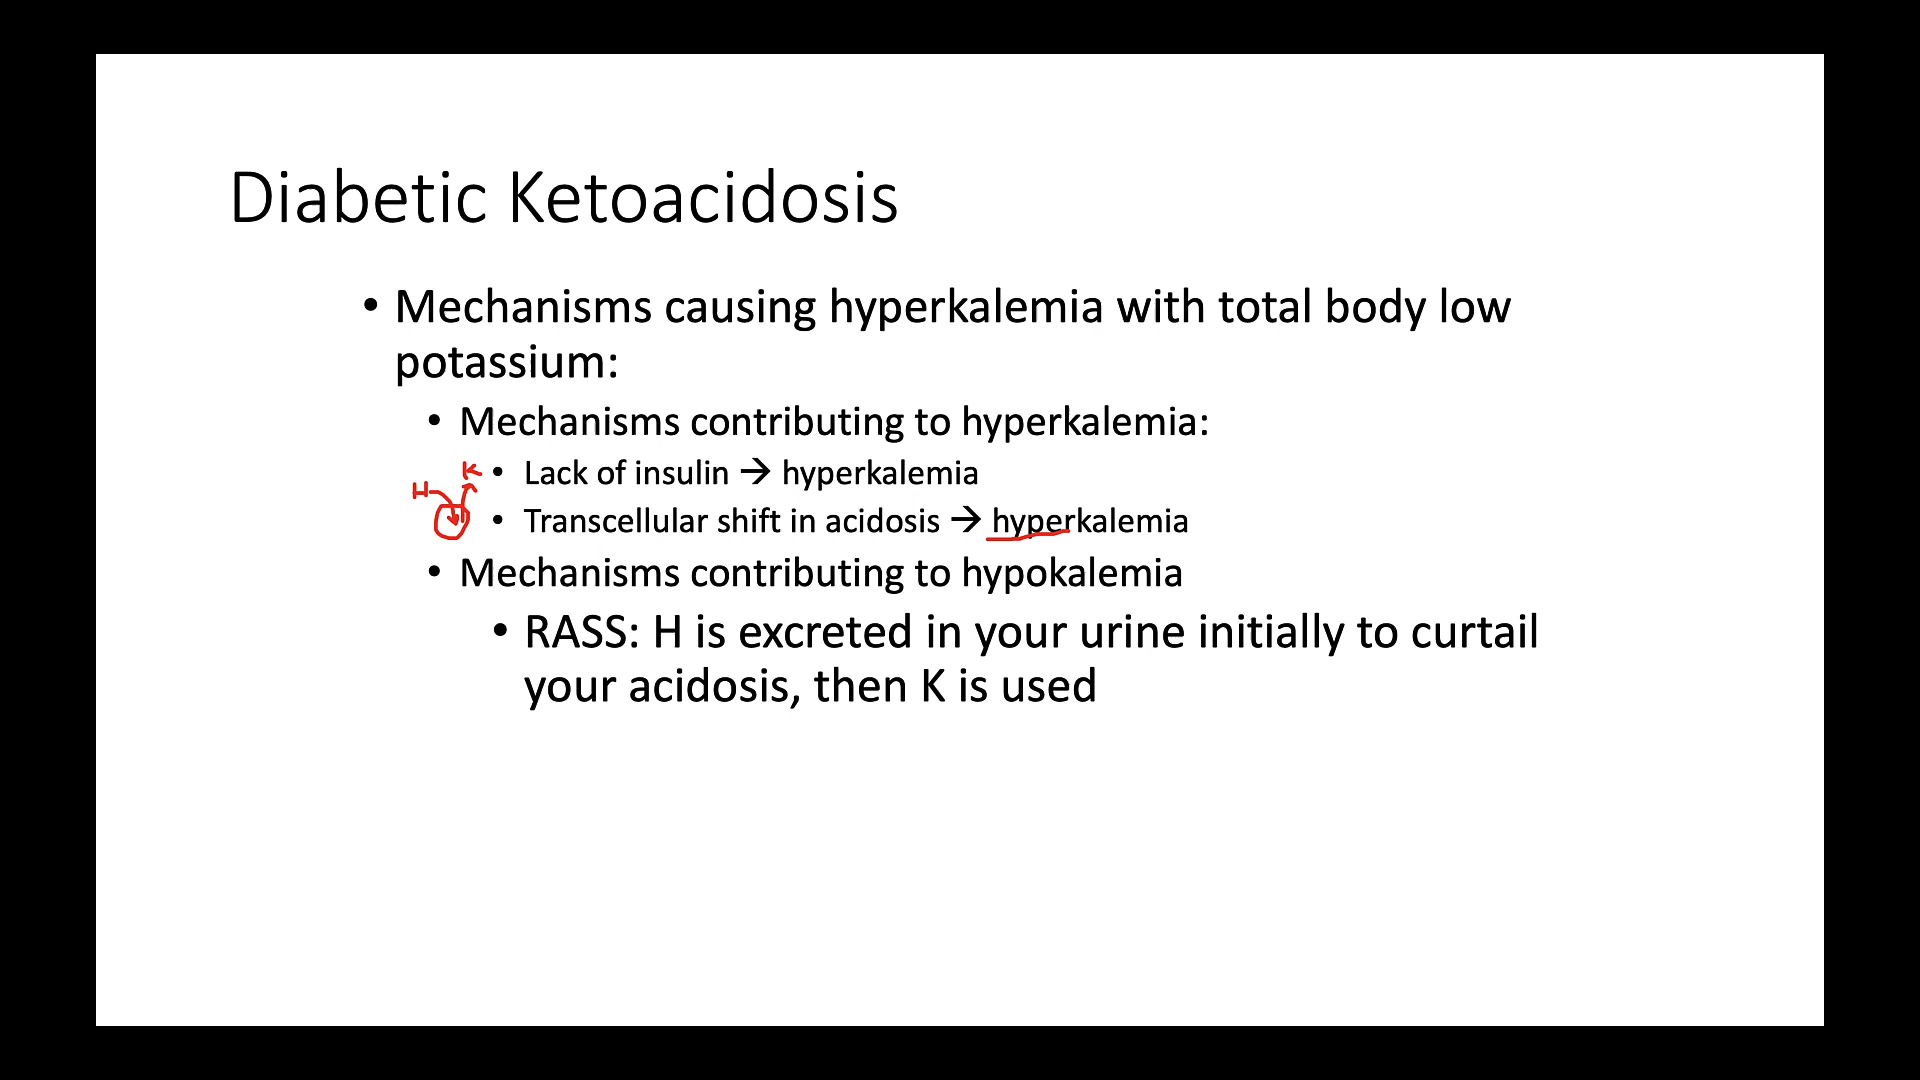 Diabetic Ketoacidosis
• Mechanisms causing hyperkalemia with total body low
potassium:
• Mechanisms contributing to hyperkalemia:
K
• Lack of insulin → hyperkalemia
H
• Transcellular shift in acidosis → hyperkalemia
• Mechanisms contributing to hypokalemia
• RASS: H is excreted in your urine initially to curtail
your acidosis, then K is used